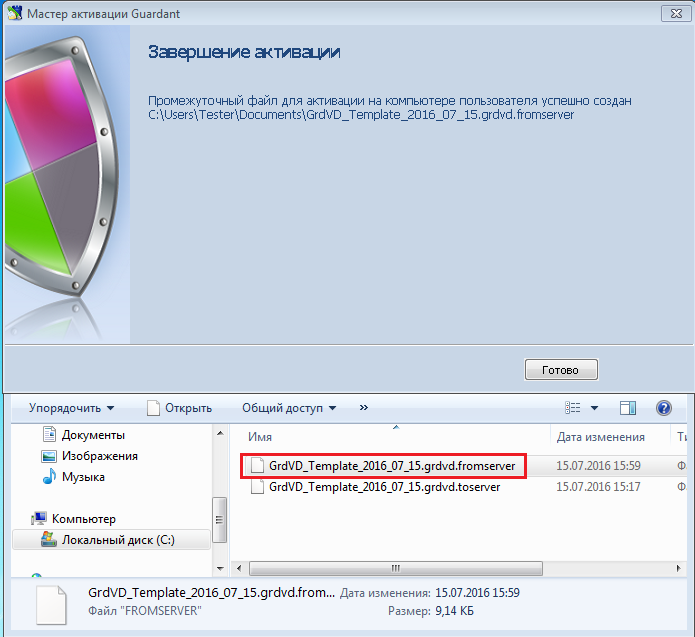 Мастер активации Guardant
Завершение активации
Промежуточный файл для активации на компьютере пользователя успешно создан
C:\Users\Tester\Documents\GrdVD_Template_2016_07_15.grdvd.fromserver
Готово
Упорядочить Открыть Общий доступ »
Документы
Изображения
Музыка
Компьютер
Локальный диск (C:)
Имя Дата изменения Ти
GrdVD_Template_2016_07_15.grdvd.fromserver 15.07.2016 15:59 Ф
GrdVD_Template_2016_07_15.grdvd.toserver 15.07.2016 15:17 Ф
GrdVD_Template_2016_07_15.grdvd.from... Дата изменения: 15.07.2016 15:59
Файл "FROMSERVER" Размер: 9,14 КБ